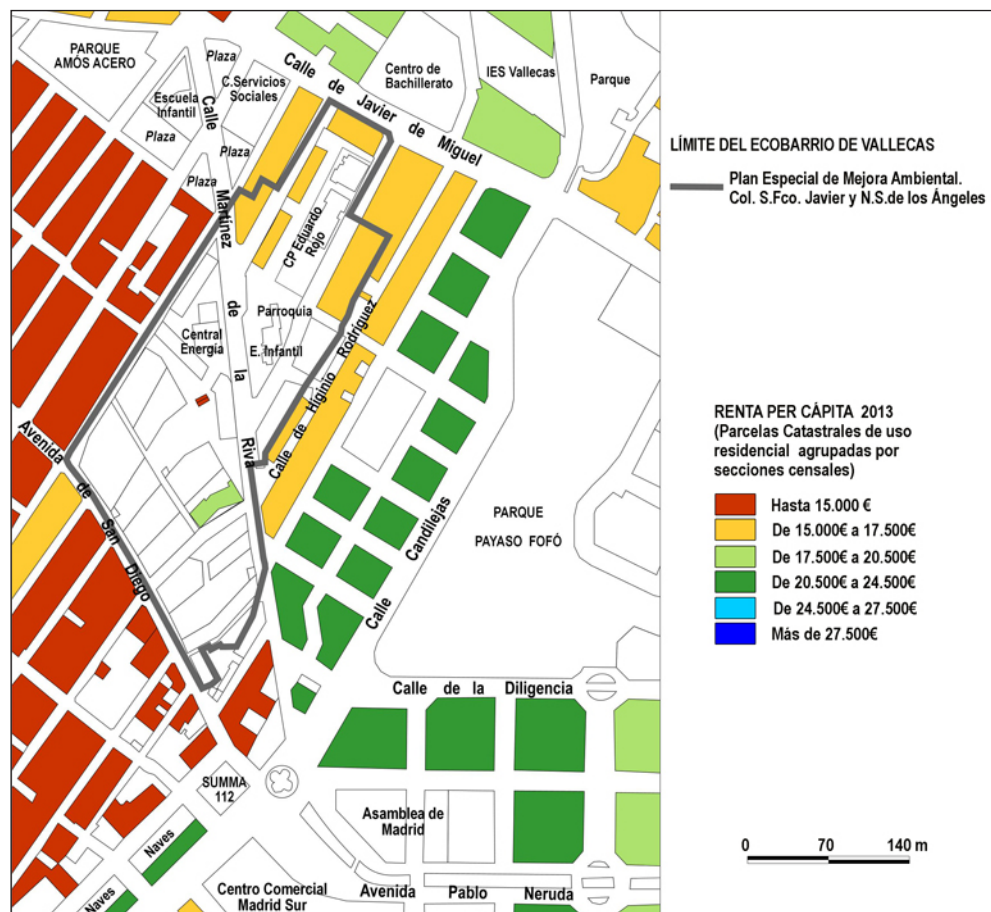 PARQUE
AMÓS ACERO
Plaza
C.Servicios
Sociales
Calle de Javier de Miguel
Centro de
Bachillerato
IES Vallecas
Parque
Escuela
Infantil
Plaza
Plaza
Plaza
Calle Martínez de la Riva
CP Eduardo
Rojo
Parroquia
E. Infantil
Central
Energía
Calle de Higinio Rodríguez
Avenida de San Diego
Calle Candilejas
PARQUE
PAYASO FOFÓ
Calle de la Diligencia
SUMMA
112
Asamblea de
Madrid
Naves
Naves
Centro Comercial
Madrid Sur
Avenida Pablo Neruda
LÍMITE DEL ECOBARRIO DE VALLECAS
Plan Especial de Mejora Ambiental.
Col. S.Fco. Javier y N.S.de los Ángeles
RENTA PER CÁPITA 2013
(Parcelas Catastrales de uso
residencial agrupadas por
secciones censales)
Hasta 15.000 €
De 15.000€ a 17.500€
De 17.500€ a 20.500€
De 20.500€ a 24.500€
De 24.500€ a 27.500€
Más de 27.500€
0 70 140 m